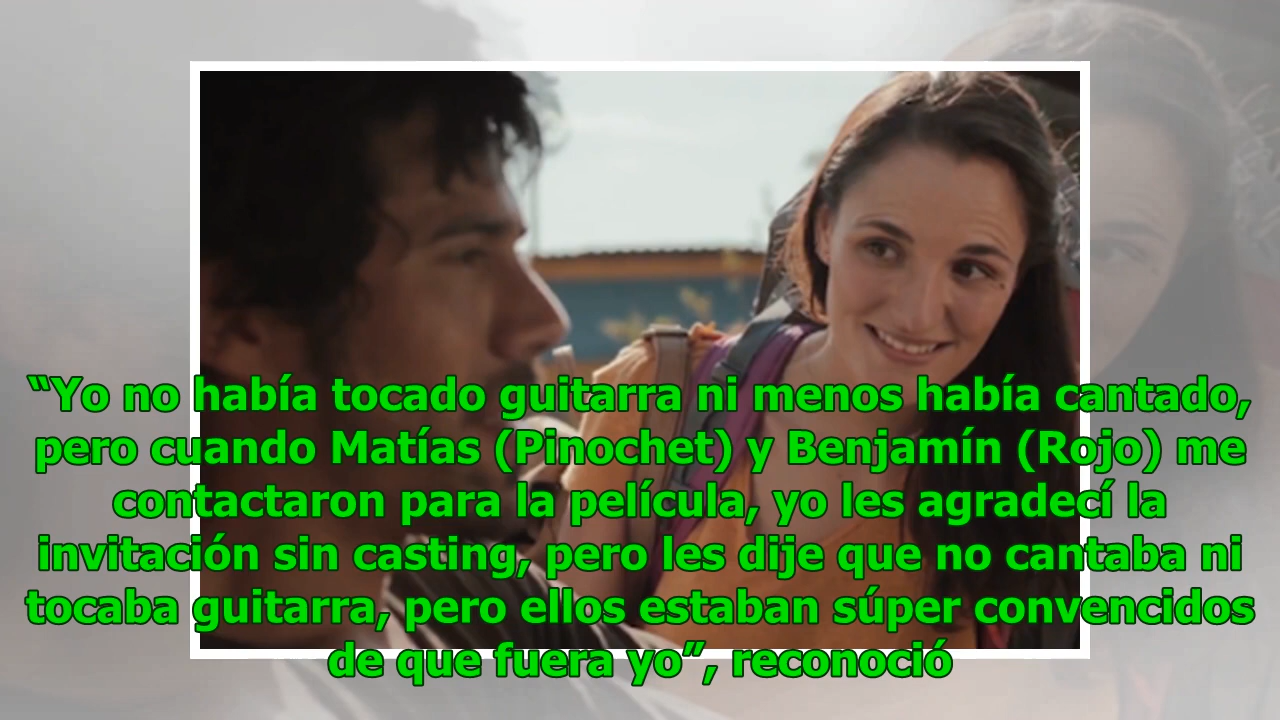 “Yo no había tocado guitarra ni menos había cantado,
pero cuando Matías (Pinochet) y Benjamín (Rojo) me
contactaron para la película, yo les agradecí la
invitación sin casting, pero les dije que no cantaba ni
tocaba guitarra, pero ellos estaban súper convencidos
de que fuera yo”, reconoció